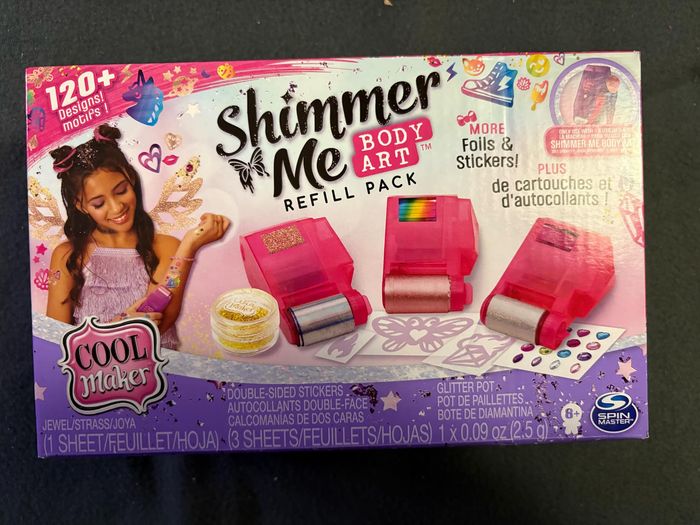 120+
Designs!
motifs !
Shimmer
Me
BODY
ART™
REFILL PACK
MORE
Foils &
Stickers!
PLUS
de cartouches et
d'autocollants !
SHIMMER ME BODY
COOL
Maker
JEWEL/STRASS/JOYA
(1 SHEET/FEUILLET/HOJA)
DOUBLE-SIDED STICKERS
AUTOCOLLANTS DOUBLE-FACE
CALCOMANÍAS DE DOS CARAS
(3 SHEETS/FEUILLETS/HOJAS)
GLITTER POT
POT DE PAILLETTES
BOTE DE DIAMANTINA
1 x 0.09 oz (2.5 g)
6+
SPIN
MASTER™